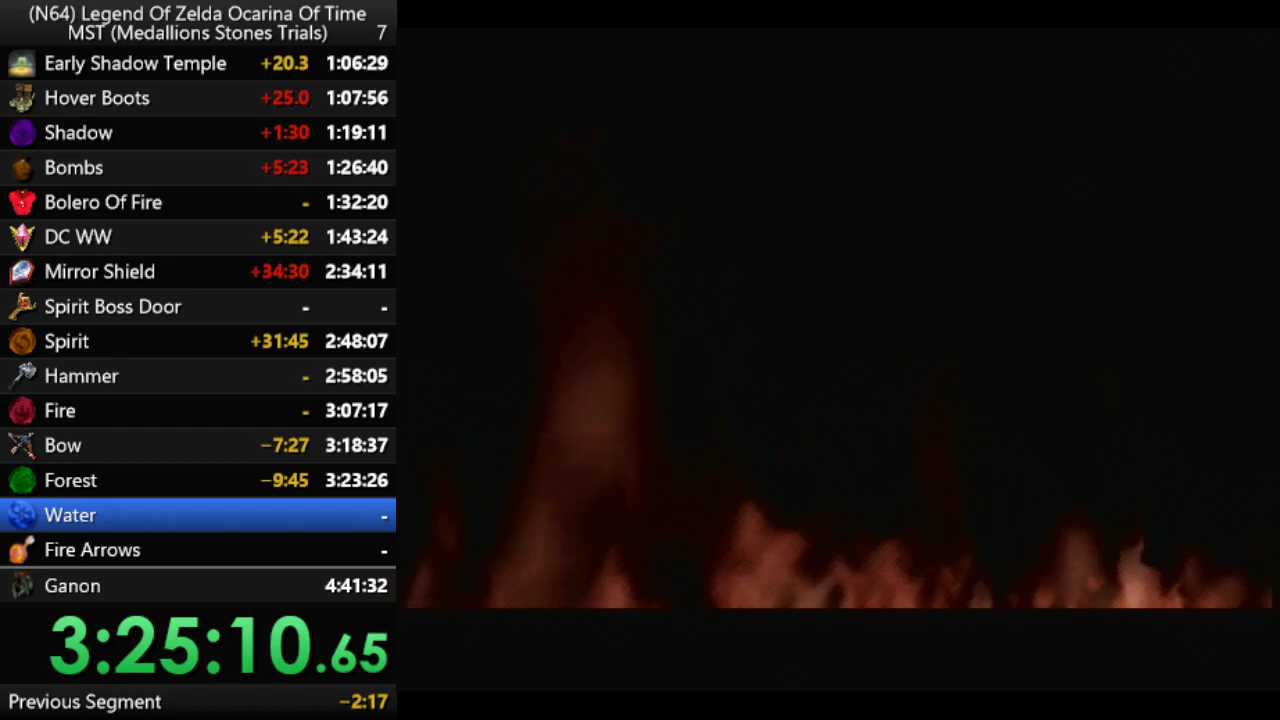 (N64) Legend Of Zelda Ocarina Of Time
MST (Medallions Stones Trials) 7
Early Shadow Temple +20.3 1:06:29
Hover Boots +25.0 1:07:56
Shadow +1:30 1:19:11
Bombs +5:23 1:26:40
Bolero Of Fire - 1:32:20
DC WW +5:22 1:43:24
Mirror Shield +34:30 2:34:11
Spirit Boss Door - -
Spirit +31:45 2:48:07
Hammer - 2:58:05
Fire - 3:07:17
Bow −7:27 3:18:37
Forest −9:45 3:23:26
Water -
Fire Arrows -
Ganon 4:41:32
3:25:10.65
Previous Segment −2:17